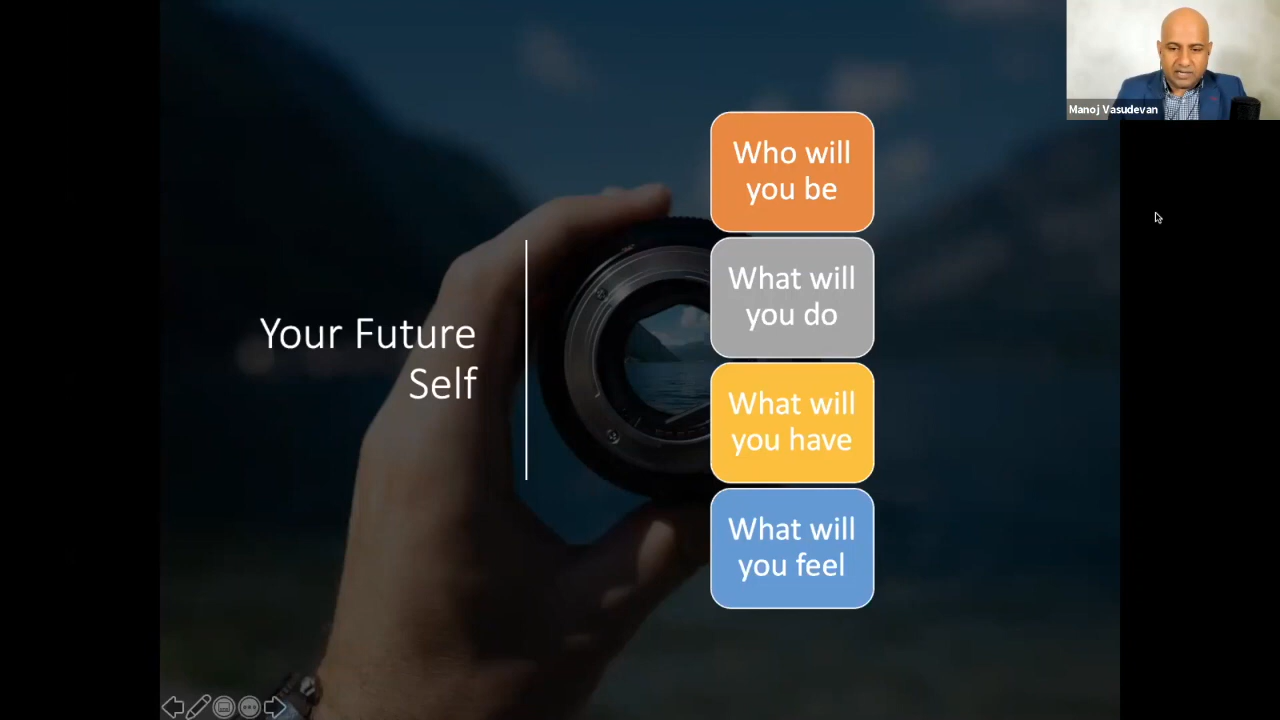 Manoj Vasudevan
Your Future
Self
Who will
you be
What will
you do
What will
you have
What will
you feel